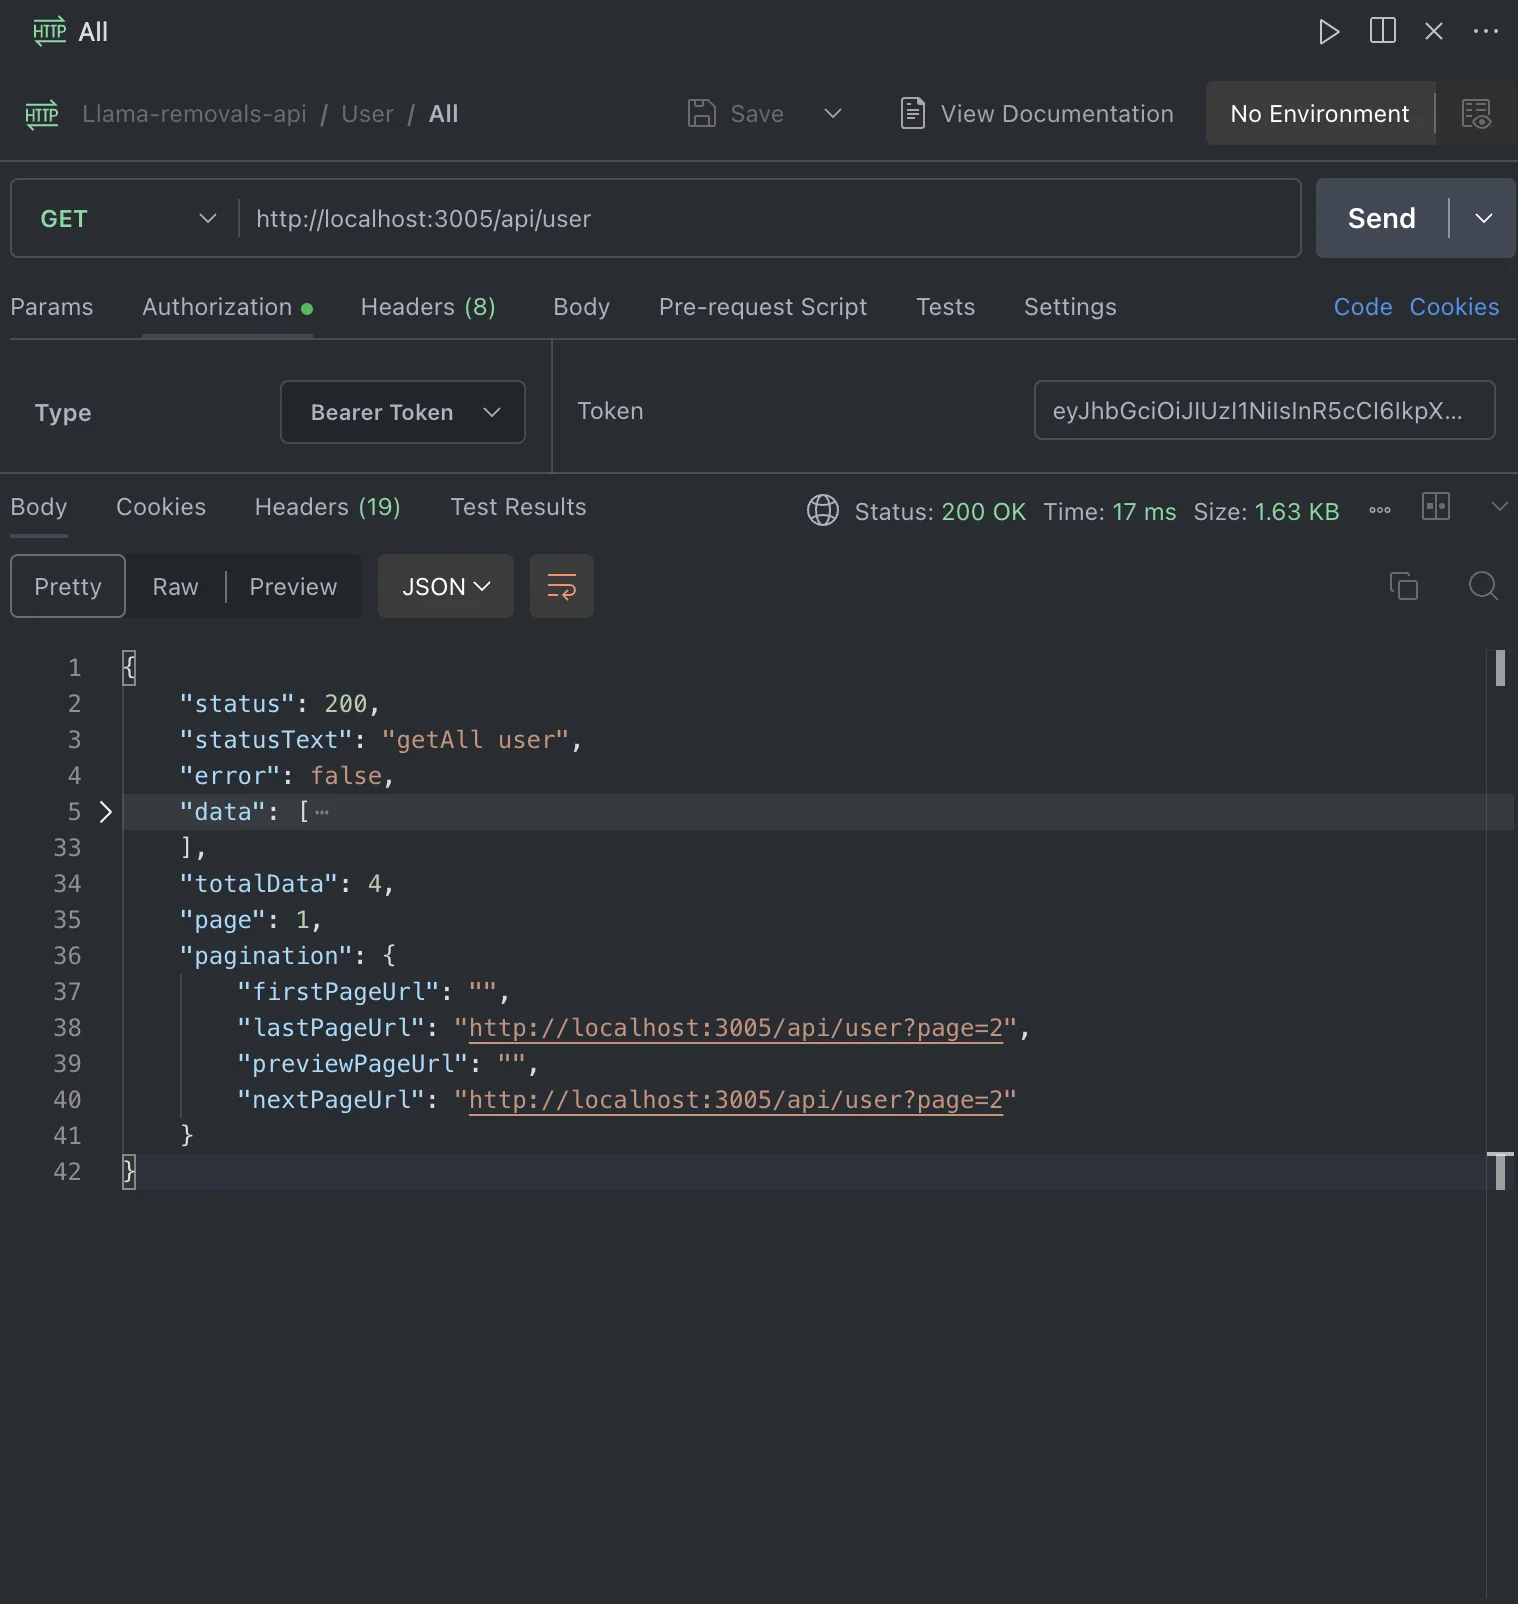 HTTP All
HTTP Llama-removals-api / User / All Save View Documentation No Environment
GET http://localhost:3005/api/user Send
Params Authorization Headers (8) Body Pre-request Script Tests Settings Code Cookies
Type Bearer Token Token eyJhbGciOiJIUzI1NiIsInR5cCI6IkpX...
Body Cookies Headers (19) Test Results Status: 200 OK Time: 17 ms Size: 1.63 KB
Pretty Raw Preview JSON
1 {
2 "status": 200,
3 "statusText": "getAll user",
4 "error": false,
5 "data": [⋯
33 ],
34 "totalData": 4,
35 "page": 1,
36 "pagination": {
37 "firstPageUrl": "",
38 "lastPageUrl": "http://localhost:3005/api/user?page=2",
39 "previewPageUrl": "",
40 "nextPageUrl": "http://localhost:3005/api/user?page=2"
41 }
42 }